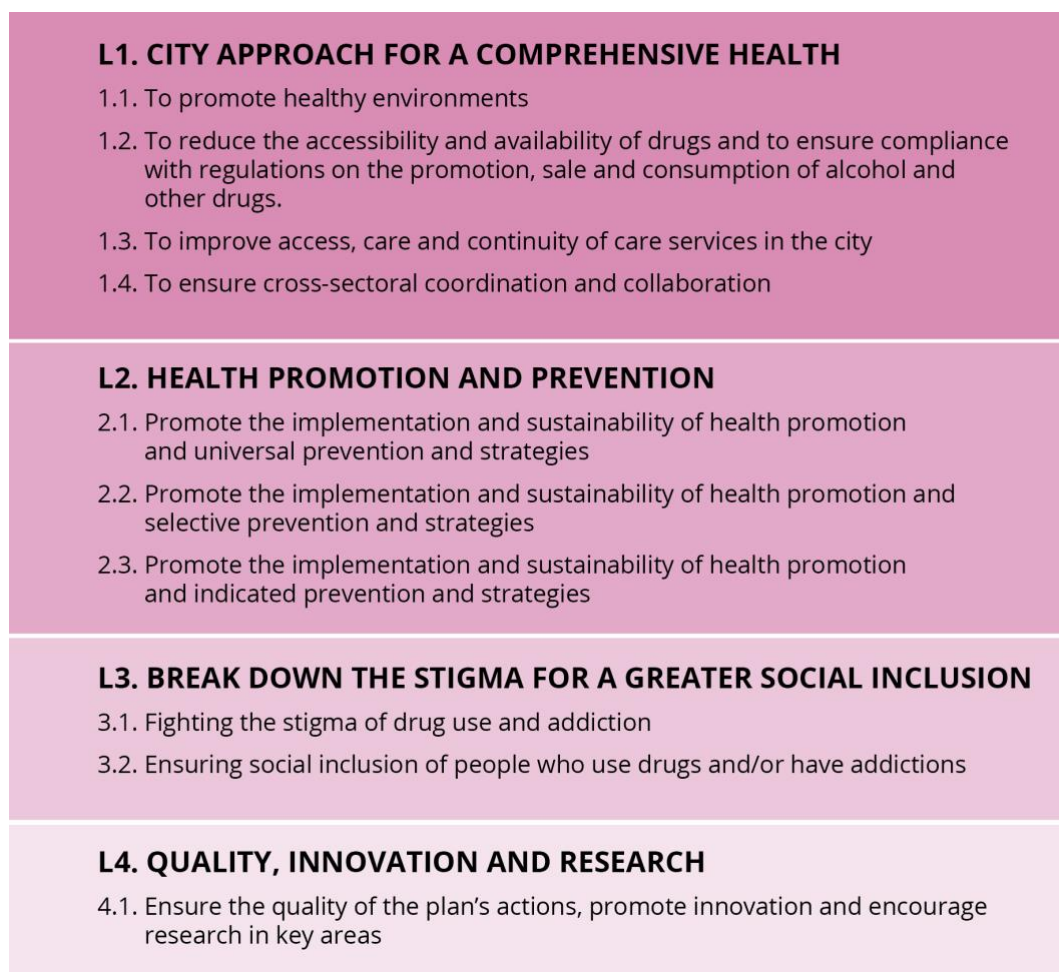 L1. CITY APPROACH FOR A COMPREHENSIVE HEALTH
1.1. To promote healthy environments
1.2. To reduce the accessibility and availability of drugs and to ensure compliance
with regulations on the promotion, sale and consumption of alcohol and
other drugs.
1.3. To improve access, care and continuity of care services in the city
1.4. To ensure cross-sectoral coordination and collaboration
L2. HEALTH PROMOTION AND PREVENTION
2.1. Promote the implementation and sustainability of health promotion
and universal prevention and strategies
2.2. Promote the implementation and sustainability of health promotion and
selective prevention and strategies
2.3. Promote the implementation and sustainability of health promotion
and indicated prevention and strategies
L3. BREAK DOWN THE STIGMA FOR A GREATER SOCIAL INCLUSION
3.1. Fighting the stigma of drug use and addiction
3.2. Ensuring social inclusion of people who use drugs and/or have addictions
L4. QUALITY, INNOVATION AND RESEARCH
4.1. Ensure the quality of the plan’s actions, promote innovation and encourage
research in key areas